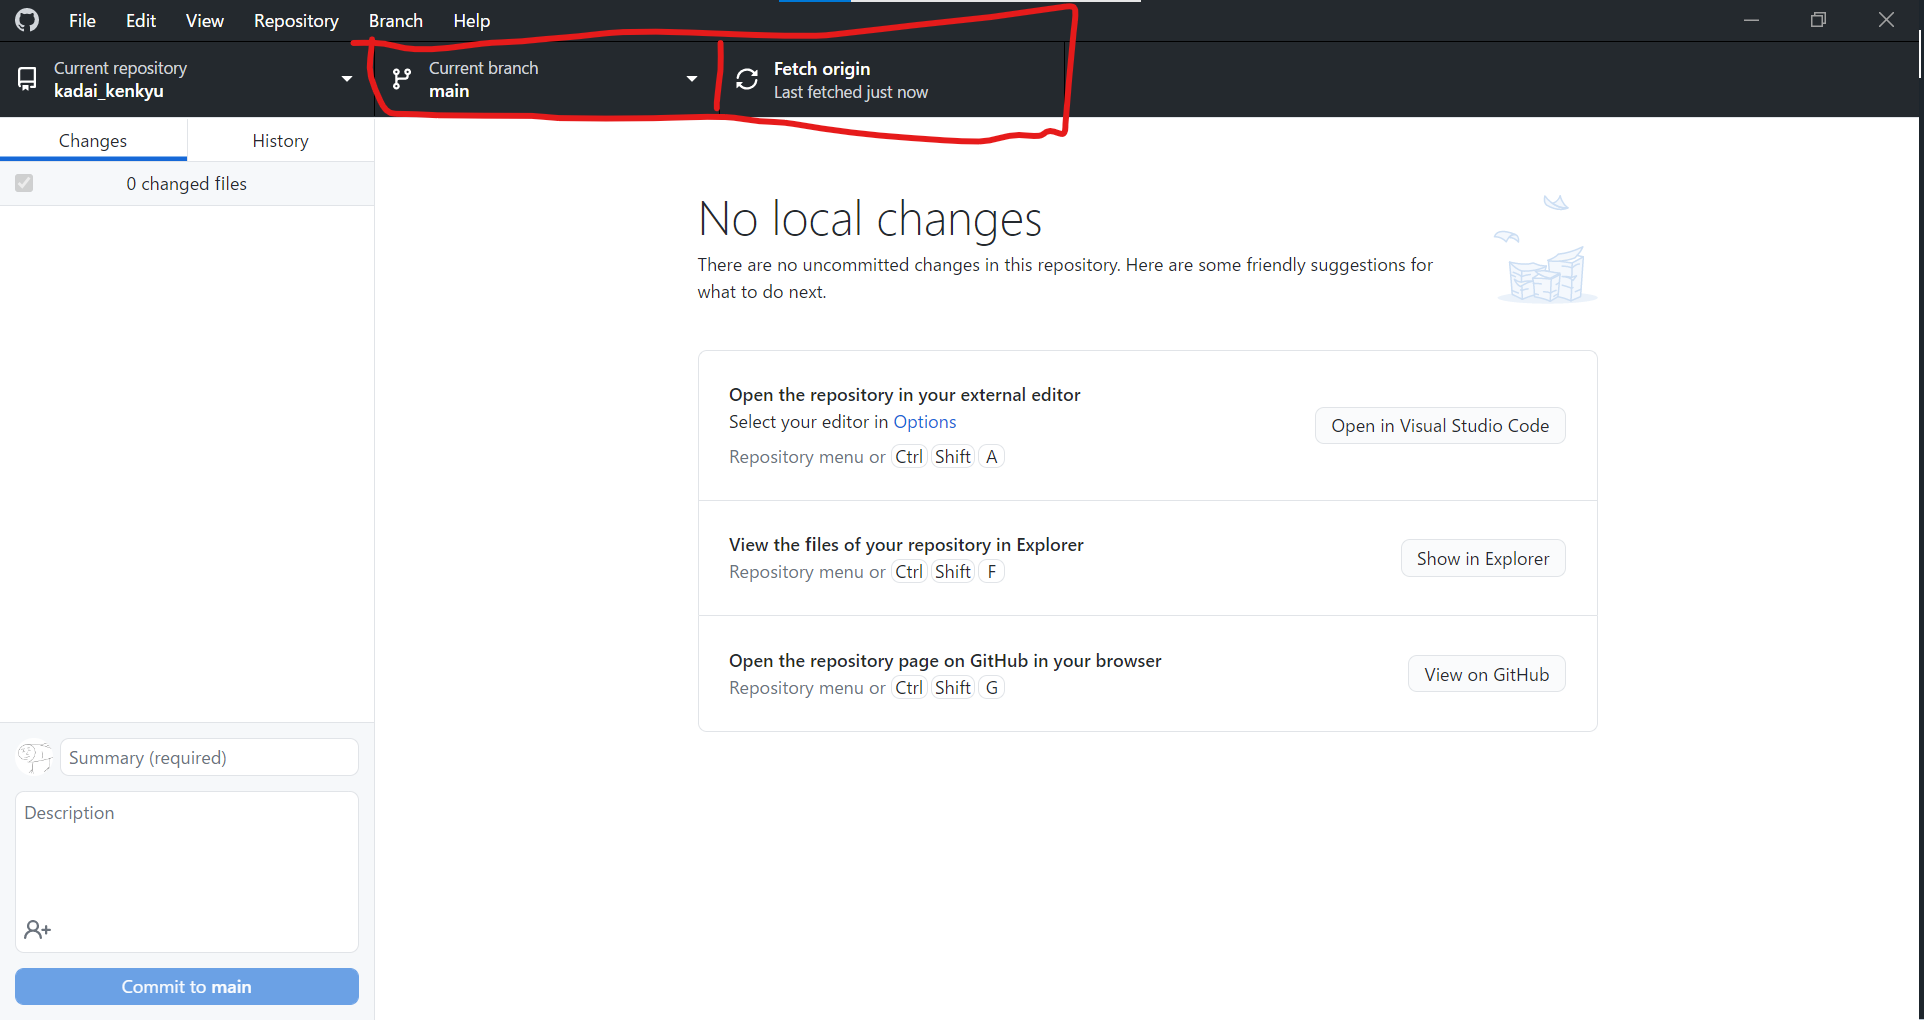 File Edit View Repository Branch Help
Current repository
kadai_kenkyu
Current branch
main
Fetch origin
Last fetched just now
Changes
History
0 changed files
No local changes
There are no uncommitted changes in this repository. Here are some friendly suggestions for
what to do next.
Open the repository in your external editor
Select your editor in Options
Repository menu or Ctrl Shift A
Open in Visual Studio Code
View the files of your repository in Explorer
Repository menu or Ctrl Shift F
Show in Explorer
Open the repository page on GitHub in your browser
Repository menu or Ctrl Shift G
View on GitHub
Summary (required)
Description
Commit to main